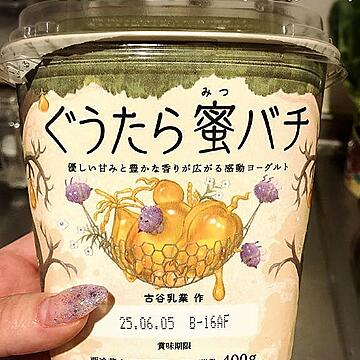 みつ
ぐうたら蜜バチ
優しい甘みと豊かな香りが広がる感動ヨーグルト
古谷乳業 作
25.06.05 B-16AF
賞味期限
400g